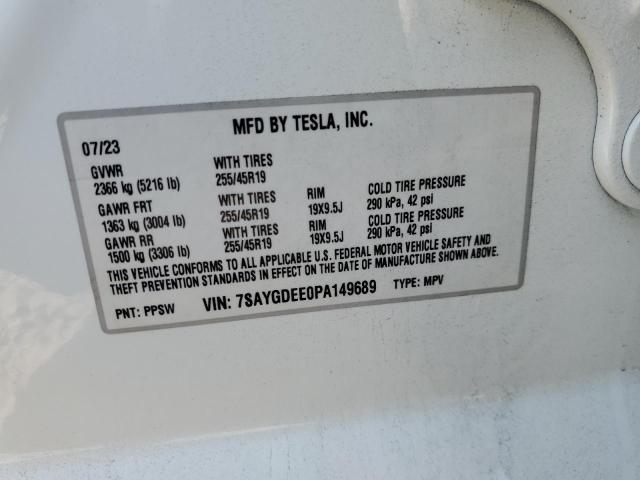 MFD BY TESLA, INC.
07/23
GVWR WITH TIRES
2366 kg (5216 lb) 255/45R19
GAWR FRT WITH TIRES RIM COLD TIRE PRESSURE
1363 kg (3004 lb) 255/45R19 19X9.5J 290 kPa, 42 psi
GAWR RR WITH TIRES RIM COLD TIRE PRESSURE
1500 kg (3306 lb) 255/45R19 19X9.5J 290 kPa, 42 psi
THIS VEHICLE CONFORMS TO ALL APPLICABLE U.S. FEDERAL MOTOR VEHICLE SAFETY AND
THEFT PREVENTION STANDARDS IN EFFECT ON THE DATE OF MANUFACTURE SHOWN ABOVE.
PNT: PPSW VIN: 7SAYGDEE0PA149689 TYPE: MPV